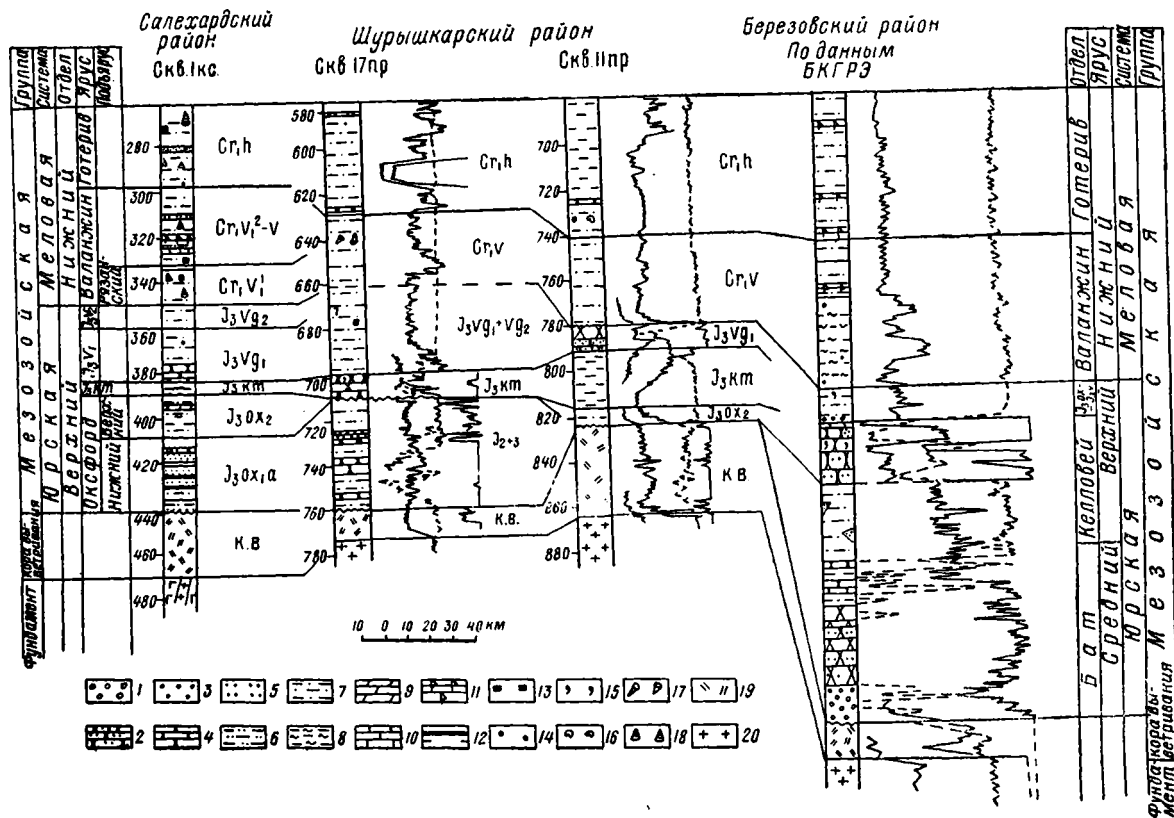 Салехардский
район
Скв. 1кс.
Шурышкарский район
Скв 17пр
Скв. 11пр
Березовский район
По данным
БКГРЭ
Группа
Система
Отдел
Ярус
Подъярус
Мезозойская
Меловая
Юрская
Нижний
Верхний
Готерив
Валанжин
Оксфорд
Рязанский
Верхний
Нижний
J₃km
Кора выветривания
Фундамент
280
300
320
340
360
380
400
420
440
460
480
Cr₁h
Cr₁V₁²-V
Cr₁V₁¹
J₃Vg₂
J₃Vg₁
J₃km
J₃ox₂
J₃ox₁a
К.В
580
600
620
640
660
680
700
720
740
760
780
Cr₁h
Cr₁V
J₃Vg₁+Vg₂
J₃km
J₂₊₃
К.В.
700
720
740
760
780
800
820
840
860
880
Cr₁h
Cr₁V
J₃Vg₁
J₃km
J₃ox₂
К В
Отдел
Ярус
Система
Группа
Готерив
Валанжин
Келловей
Бат
Нижний
Верхний
Средний
Меловая
Юрская
Мезозойская
Кора выветривания
Фундамент
10 0 10 20 30 40 км
1 3 5 7 9 11 13 15 17 19
2 4 6 8 10 12 14 16 18 20